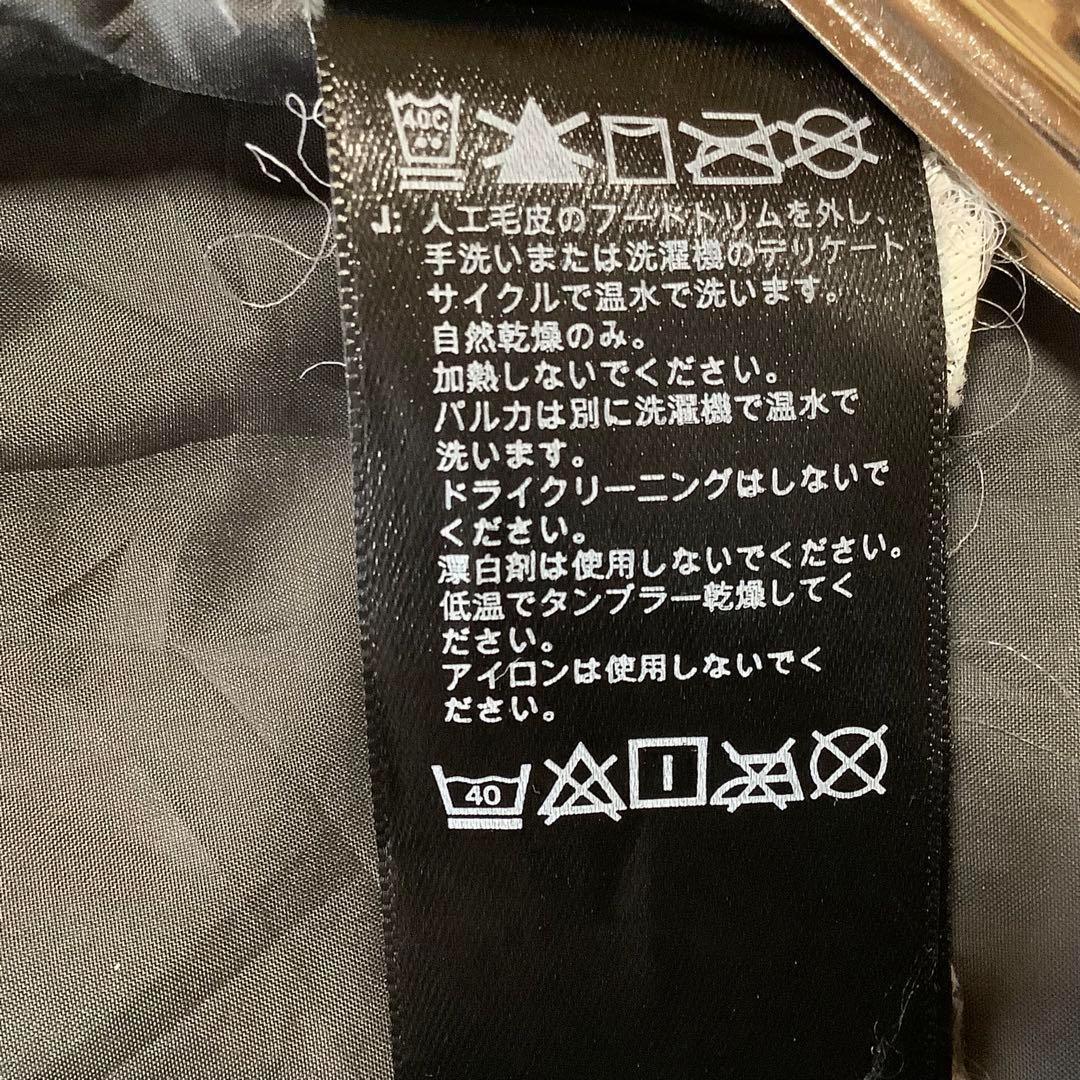 40C
J: 人工毛皮のフードトリムを外し、
手洗いまたは洗濯機のデリケート
サイクルで温水で洗います。
自然乾燥のみ。
加熱しないでください。
パルカは別に洗濯機で温水で
洗います。
ドライクリーニングはしないで
ください。
漂白剤は使用しないでください。
低温でタンブラー乾燥してく
ださい。
アイロンは使用しないでく
ださい。
40